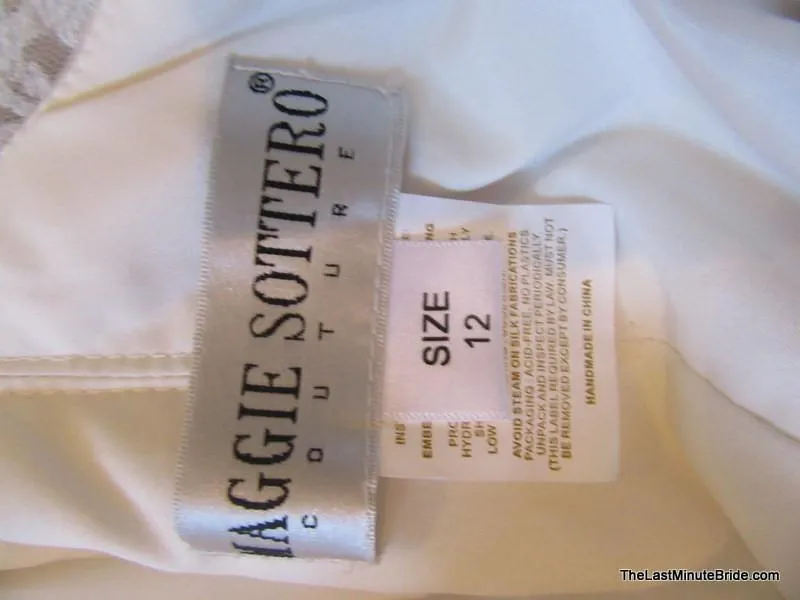 MAGGIE SOTTERO®
COUTURE
SIZE
12
AVOID STEAM ON SILK FABRICATIONS
PACKAGING: ACID-FREE, NO PLASTICS
UNPACK AND INSPECT PERIODICALLY
(THIS LABEL REQUIRED BY LAW. MUST NOT
BE REMOVED EXCEPT BY CONSUMER.)
HANDMADE IN CHINA
TheLastMinuteBride.com